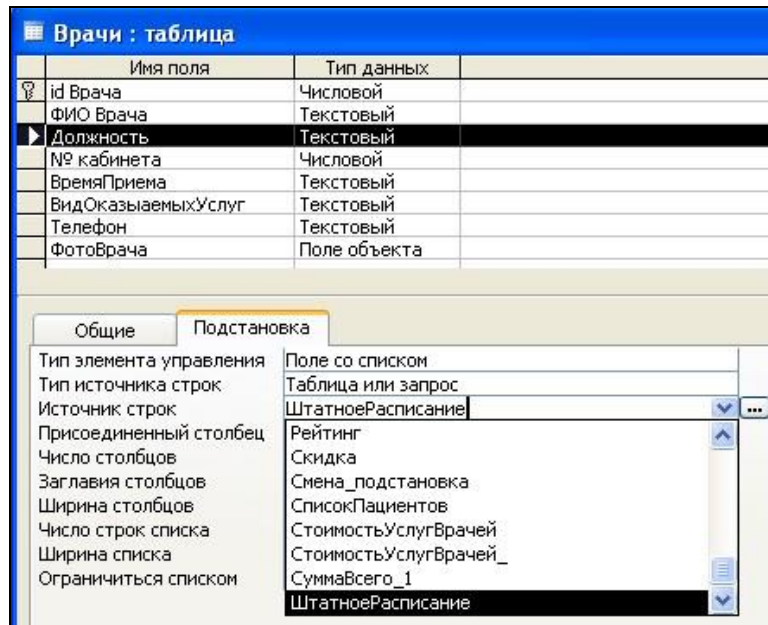 Врачи : таблица
Имя поля Тип данных
id Врача Числовой
ФИО Врача Текстовый
Должность Текстовый
№ кабинета Числовой
ВремяПриема Текстовый
ВидОказыаемыхУслуг Текстовый
Телефон Текстовый
ФотоВрача Поле объекта
Общие Подстановка
Тип элемента управления Поле со списком
Тип источника строк Таблица или запрос
Источник строк ШтатноеРасписание ...
Присоединенный столбец Рейтинг
Число столбцов Скидка
Заглавия столбцов Смена_подстановка
Ширина столбцов СписокПациентов
Число строк списка СтоимостьУслугВрачей
Ширина списка СтоимостьУслугВрачей_
Ограничиться списком СуммаВсего_1
ШтатноеРасписание